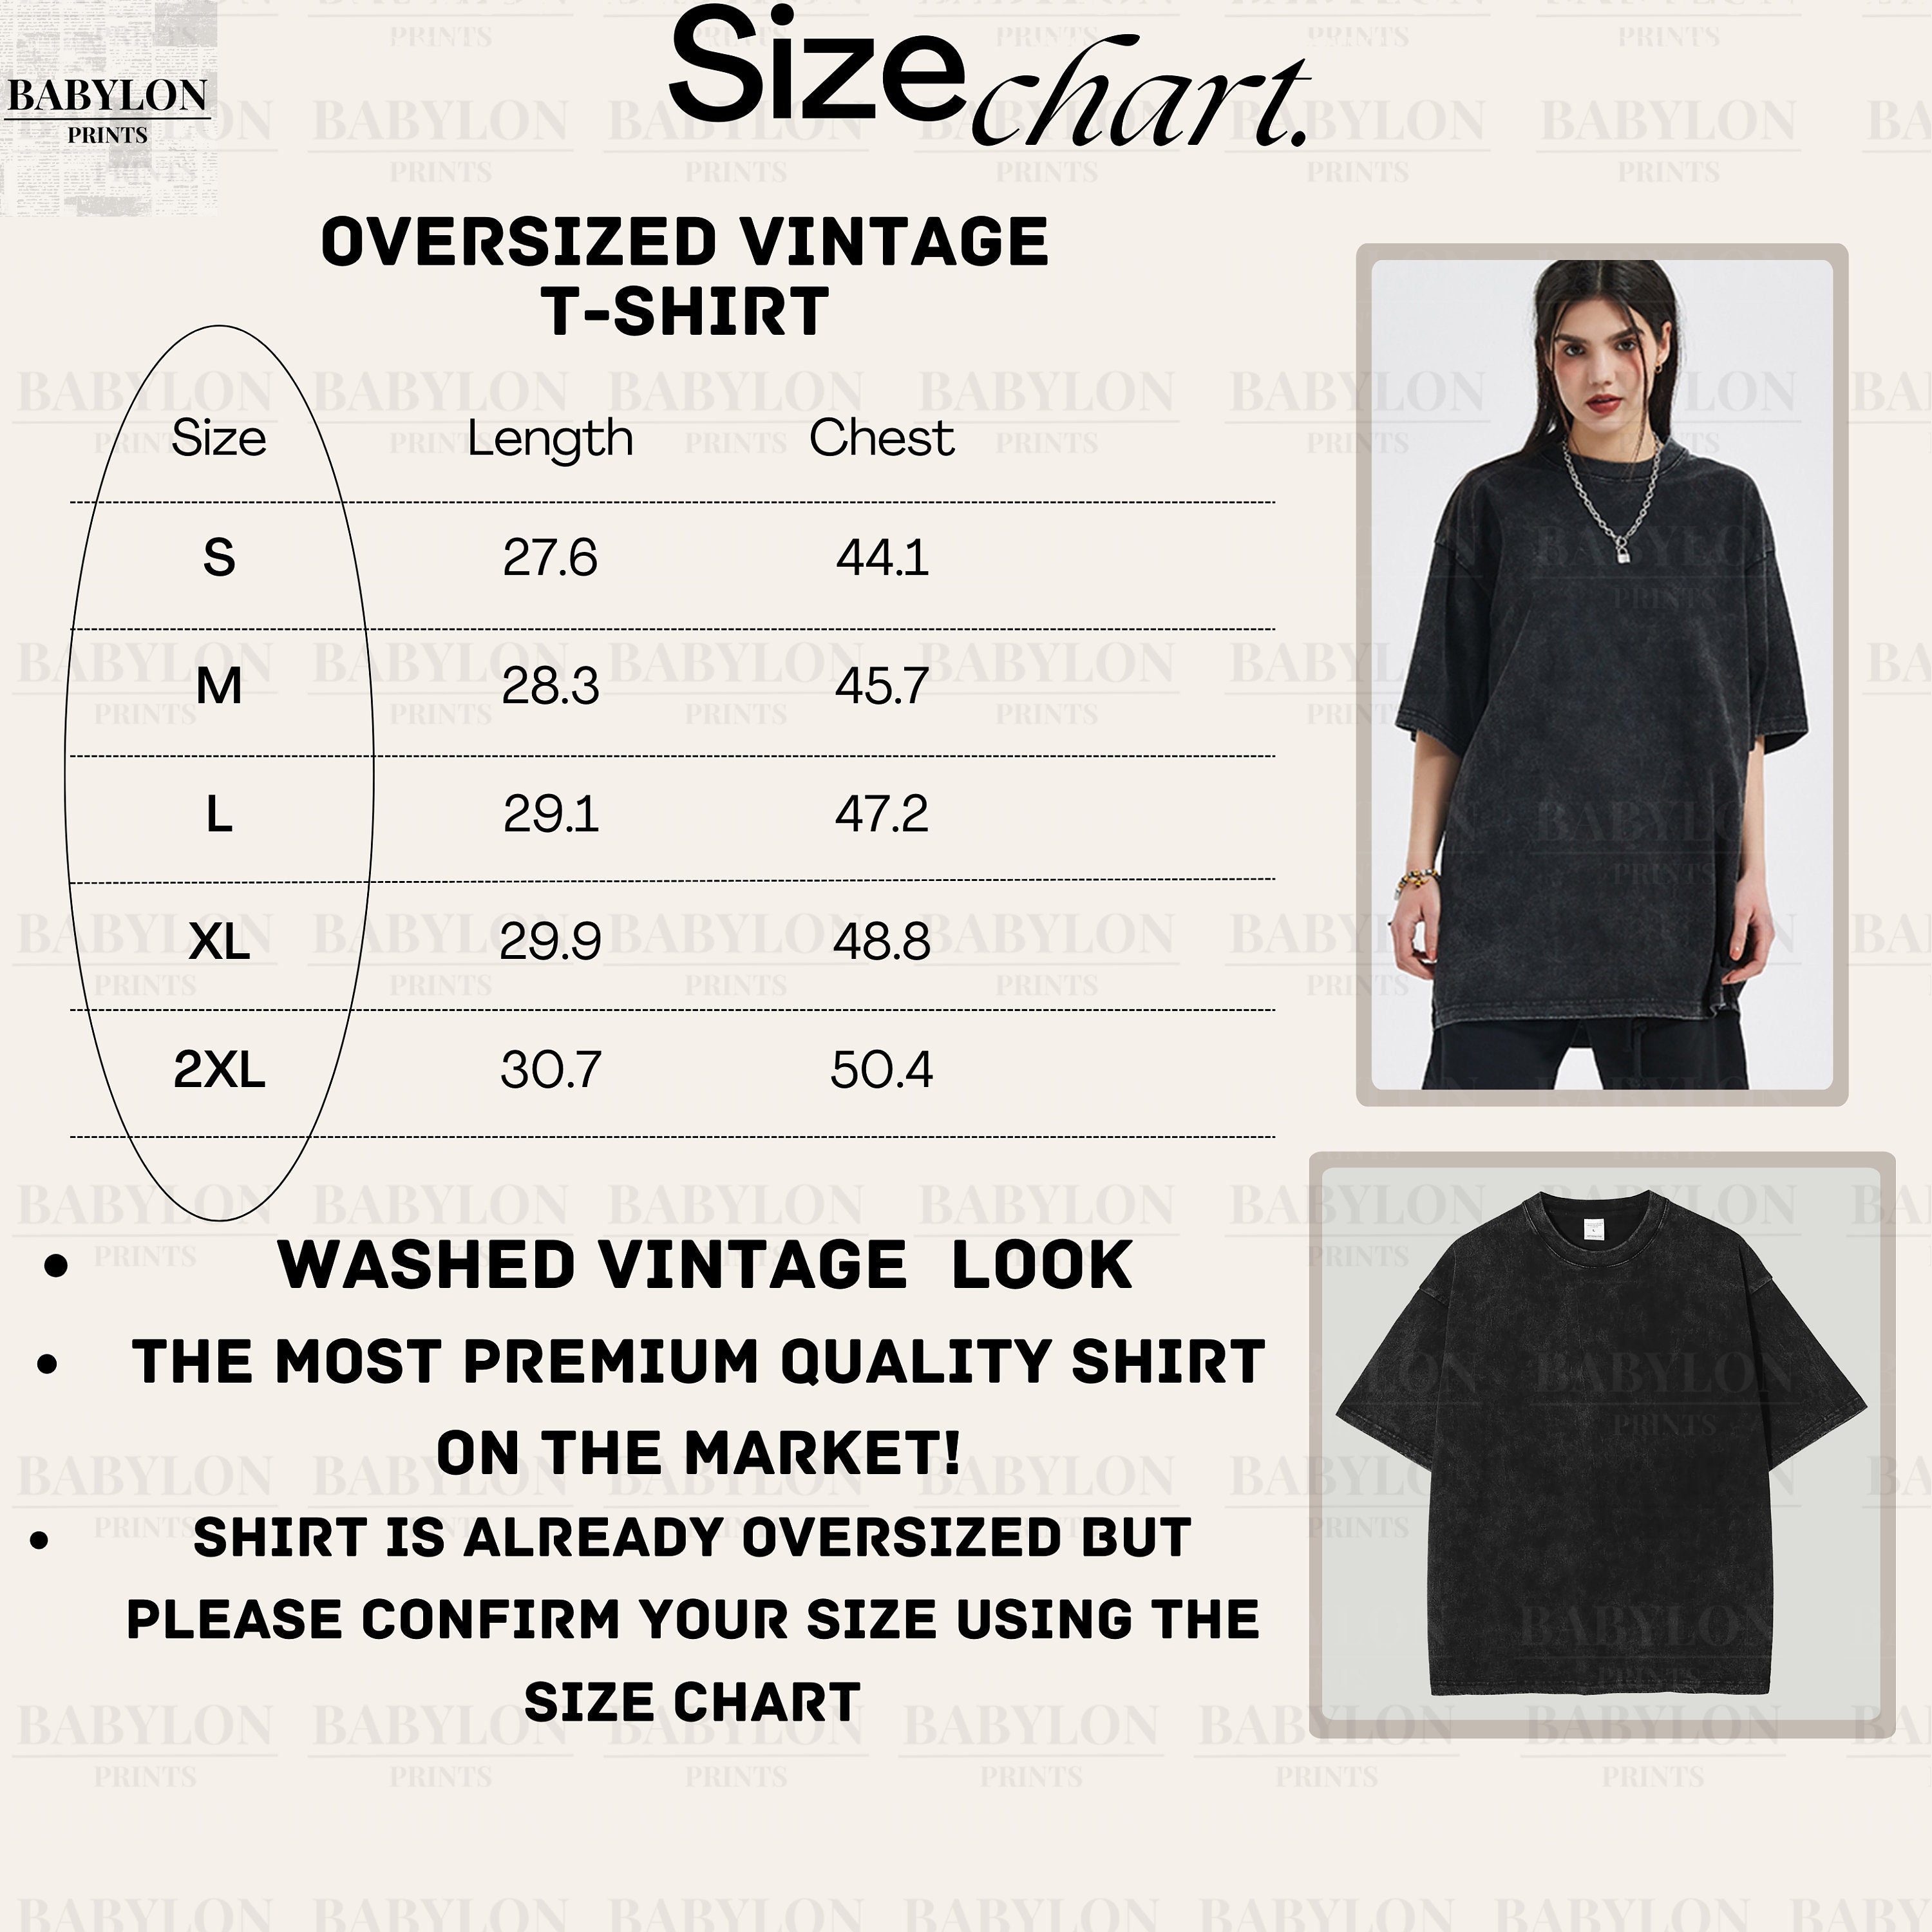 BABYLON
PRINTS
Size chart.
OVERSIZED VINTAGE
T-SHIRT
Size Length Chest
S 27.6 44.1
M 28.3 45.7
L 29.1 47.2
XL 29.9 48.8
2XL 30.7 50.4
• WASHED VINTAGE LOOK
• THE MOST PREMIUM QUALITY SHIRT
ON THE MARKET!
• SHIRT IS ALREADY OVERSIZED BUT
PLEASE CONFIRM YOUR SIZE USING THE
SIZE CHART